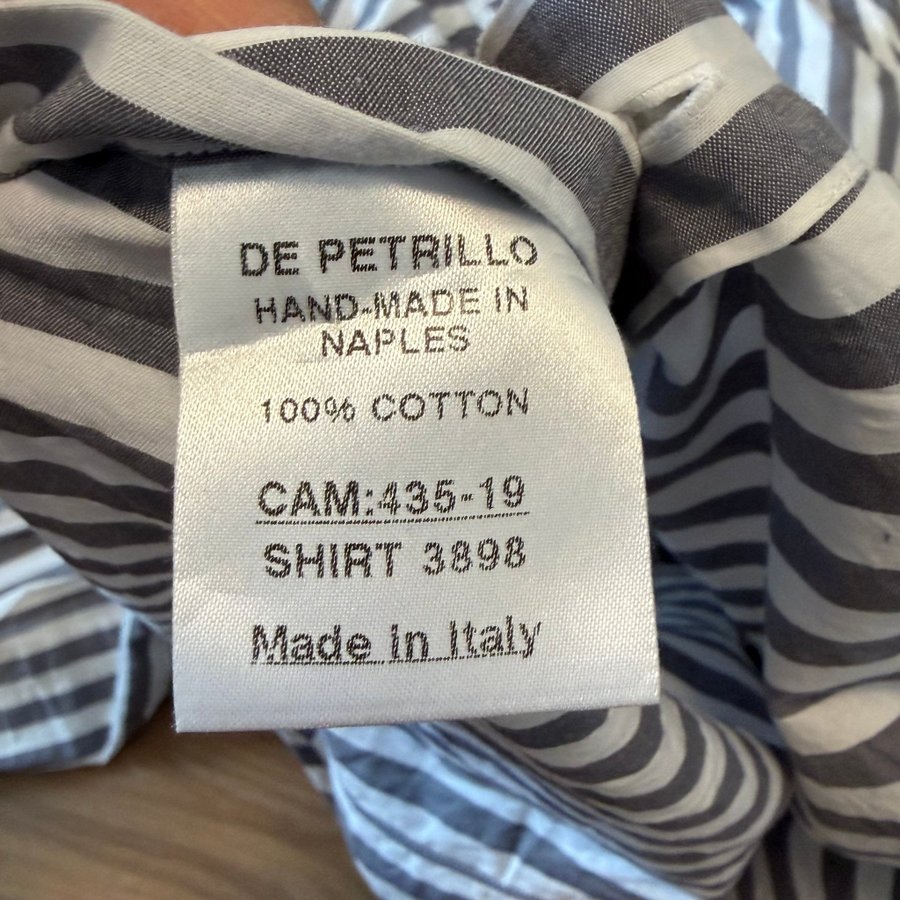 DE PETRILLO
HAND-MADE IN
NAPLES
100% COTTON
CAM:435-19
SHIRT 3898
Made in Italy